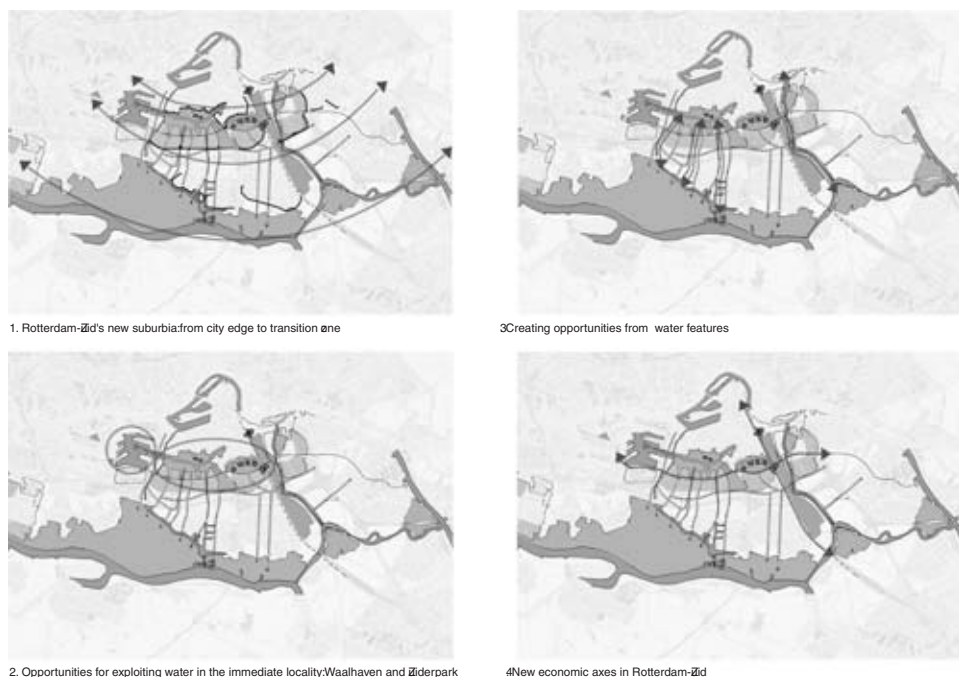 1. Rotterdam-Zuid's new suburbia:from city edge to transition zone
3Creating opportunities from water features
2. Opportunities for exploiting water in the immediate locality:Waalhaven and Zuiderpark
4New economic axes in Rotterdam-Zuid